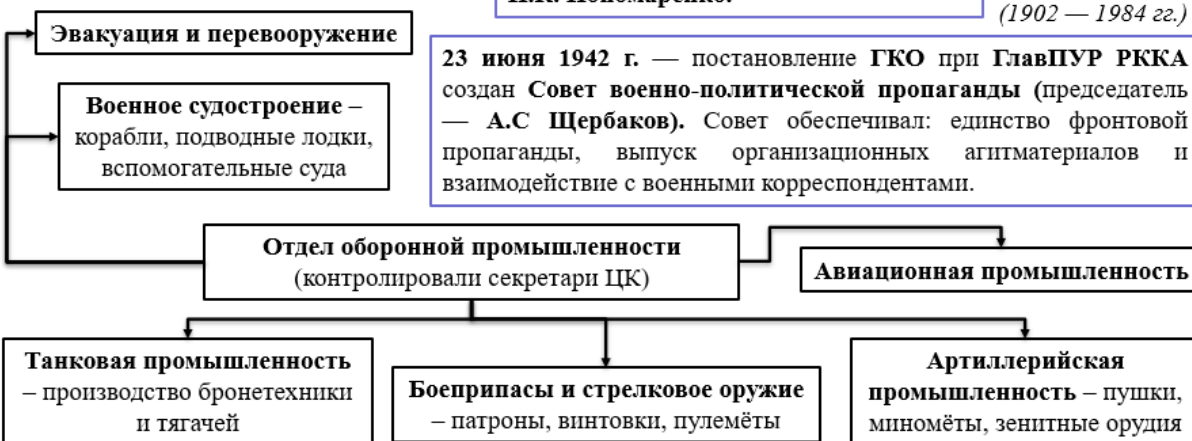 (1902 — 1984 гг.)
Эвакуация и перевооружение
Военное судостроение –
корабли, подводные лодки,
вспомогательные суда
23 июня 1942 г. — постановление ГКО при ГлавПУР РККА
создан Совет военно-политической пропаганды (председатель
— А.С Щербаков). Совет обеспечивал: единство фронтовой
пропаганды, выпуск организационных агитматериалов и
взаимодействие с военными корреспондентами.
Отдел оборонной промышленности
(контролировали секретари ЦК)
Авиационная промышленность
Танковая промышленность
– производство бронетехники
и тягачей
Боеприпасы и стрелковое оружие
– патроны, винтовки, пулемёты
Артиллерийская
промышленность – пушки,
миномёты, зенитные орудия